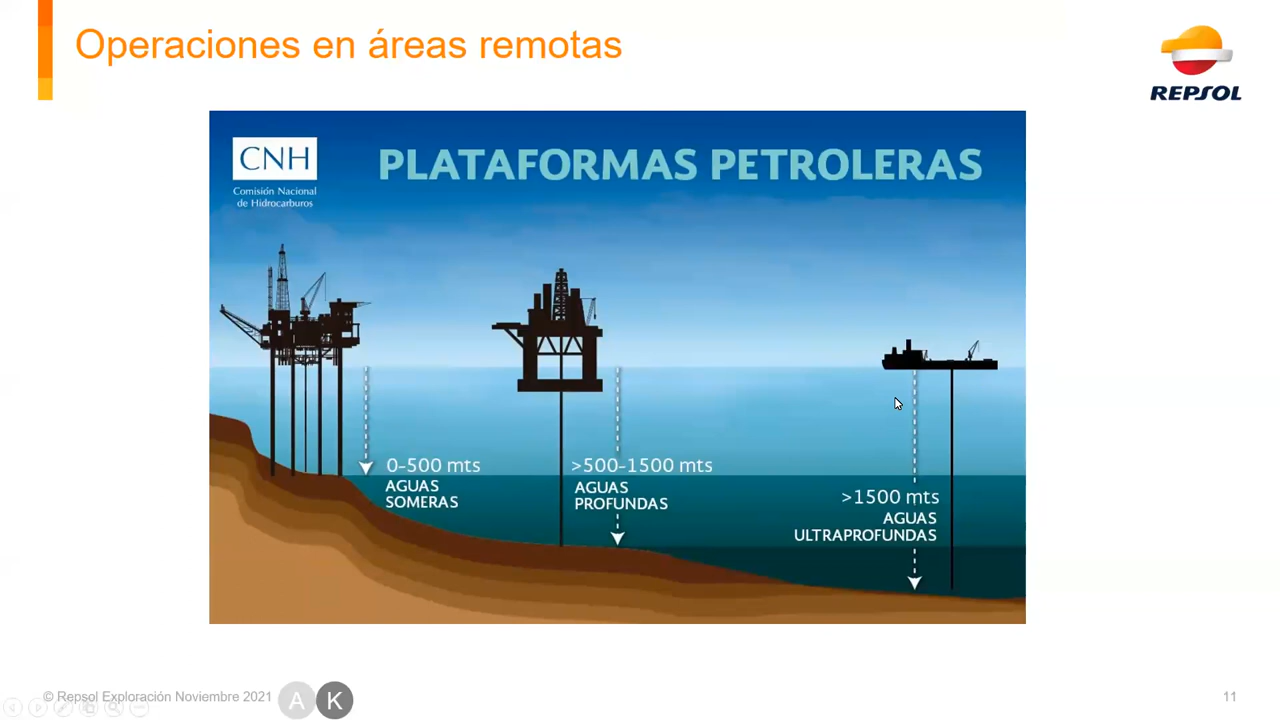 Operaciones en áreas remotas
REPSOL
CNH
Comisión Nacional
de Hidrocarburos
PLATAFORMAS PETROLERAS
0-500 mts
AGUAS
SOMERAS
>500-1500 mts
AGUAS
PROFUNDAS
>1500 mts
AGUAS
ULTRAPROFUNDAS
© Repsol Exploración Noviembre 2021
A
K
11